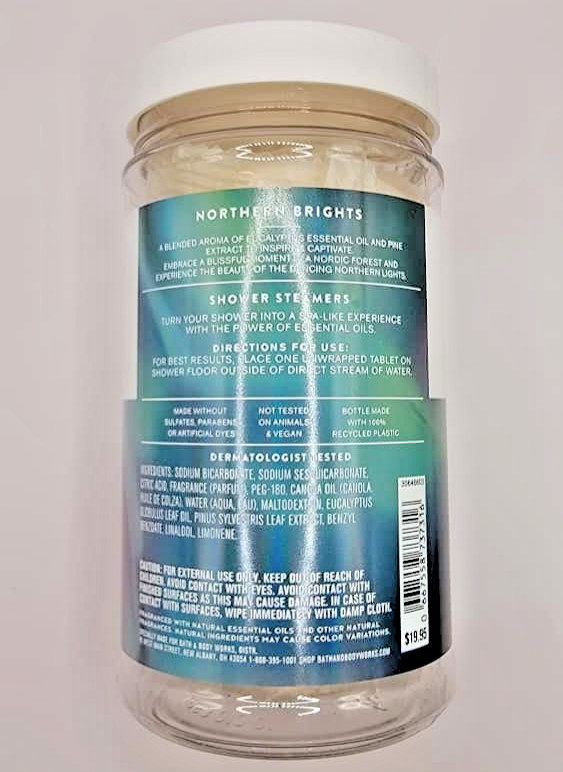 NORTHERN BRIGHTS
A BLENDED AROMA OF EUCALYPTUS ESSENTIAL OIL AND PINE
EXTRACT TO INSPIRE & CAPTIVATE.
EMBRACE A BLISSFUL MOMENT IN A NORDIC FOREST AND
EXPERIENCE THE BEAUTY OF THE DANCING NORTHERN LIGHTS.
SHOWER STEAMERS
TURN YOUR SHOWER INTO A SPA-LIKE EXPERIENCE
WITH THE POWER OF ESSENTIAL OILS.
DIRECTIONS FOR USE:
FOR BEST RESULTS, PLACE ONE UNWRAPPED TABLET ON
SHOWER FLOOR OUTSIDE OF DIRECT STREAM OF WATER.
MADE WITHOUT
SULFATES, PARABENS
OR ARTIFICIAL DYES
NOT TESTED
ON ANIMALS
& VEGAN
BOTTLE MADE
WITH 100%
RECYCLED PLASTIC
DERMATOLOGIST TESTED
INGREDIENTS: SODIUM BICARBONATE, SODIUM SESQUICARBONATE,
CITRIC ACID, FRAGRANCE (PARFUM), PEG-180, CANOLA OIL (CANOLA,
HUILE DE COLZA), WATER (AQUA, EAU), MALTODEXTRIN, EUCALYPTUS
GLOBULUS LEAF OIL, PINUS SYLVESTRIS LEAF EXTRACT, BENZYL
BENZOATE, LINALOOL, LIMONENE.
CAUTION: FOR EXTERNAL USE ONLY. KEEP OUT OF REACH OF
CHILDREN. AVOID CONTACT WITH EYES. AVOID CONTACT WITH
FINISHED SURFACES AS THIS MAY CAUSE DAMAGE. IN CASE OF
CONTACT WITH SURFACES, WIPE IMMEDIATELY WITH DAMP CLOTH.
FRAGRANCED WITH NATURAL ESSENTIAL OILS AND OTHER NATURAL
FRAGRANCES. NATURAL INGREDIENTS MAY CAUSE COLOR VARIATIONS.
SPECIALLY MADE FOR BATH & BODY WORKS, DISTR.
WEST MAIN STREET, NEW ALBANY, OH 43054 1-800-395-1001 SHOP BATHANDBODYWORKS.COM
0 667558 737316
$19.95